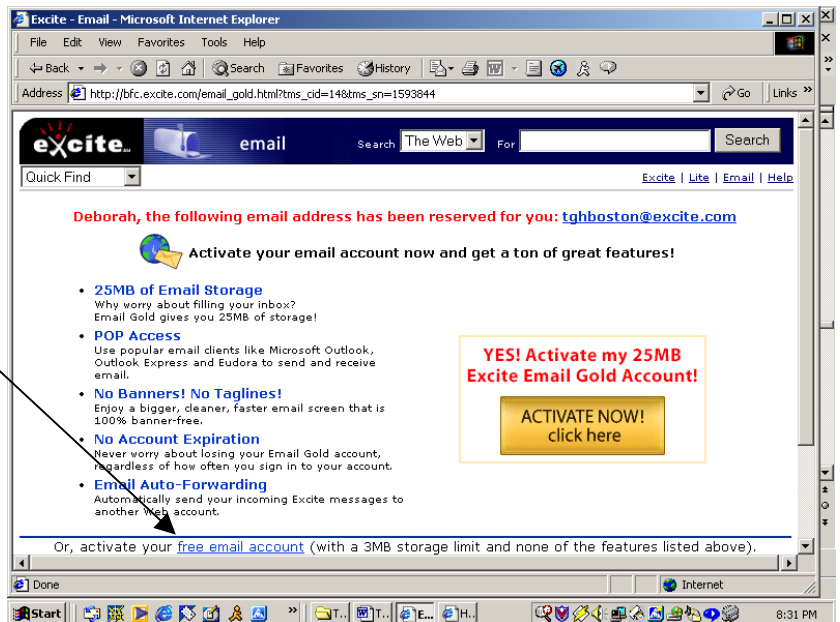 Excite - Email - Microsoft Internet Explorer
File Edit View Favorites Tools Help
Back Search Favorites History
Address http://bfc.excite.com/email_gold.html?tms_cid=14&tms_sn=1593844 Go Links »
excite email Search The Web For Search
Quick Find Excite | Lite | Email | Help
Deborah, the following email address has been reserved for you: tghboston@excite.com
Activate your email account now and get a ton of great features!
• 25MB of Email Storage
Why worry about filling your inbox?
Email Gold gives you 25MB of storage!
• POP Access
Use popular email clients like Microsoft Outlook,
Outlook Express and Eudora to send and receive
email.
• No Banners! No Taglines!
Enjoy a bigger, cleaner, faster email screen that is
100% banner-free.
• No Account Expiration
Never worry about losing your Email Gold account,
regardless of how often you sign in to your account.
• Email Auto-Forwarding
Automatically send your incoming Excite messages to
another Web account.
YES! Activate my 25MB
Excite Email Gold Account!
ACTIVATE NOW!
click here
Or, activate your free email account (with a 3MB storage limit and none of the features listed above).
Done Internet
Start » T.. T.. E... H.. 8:31 PM